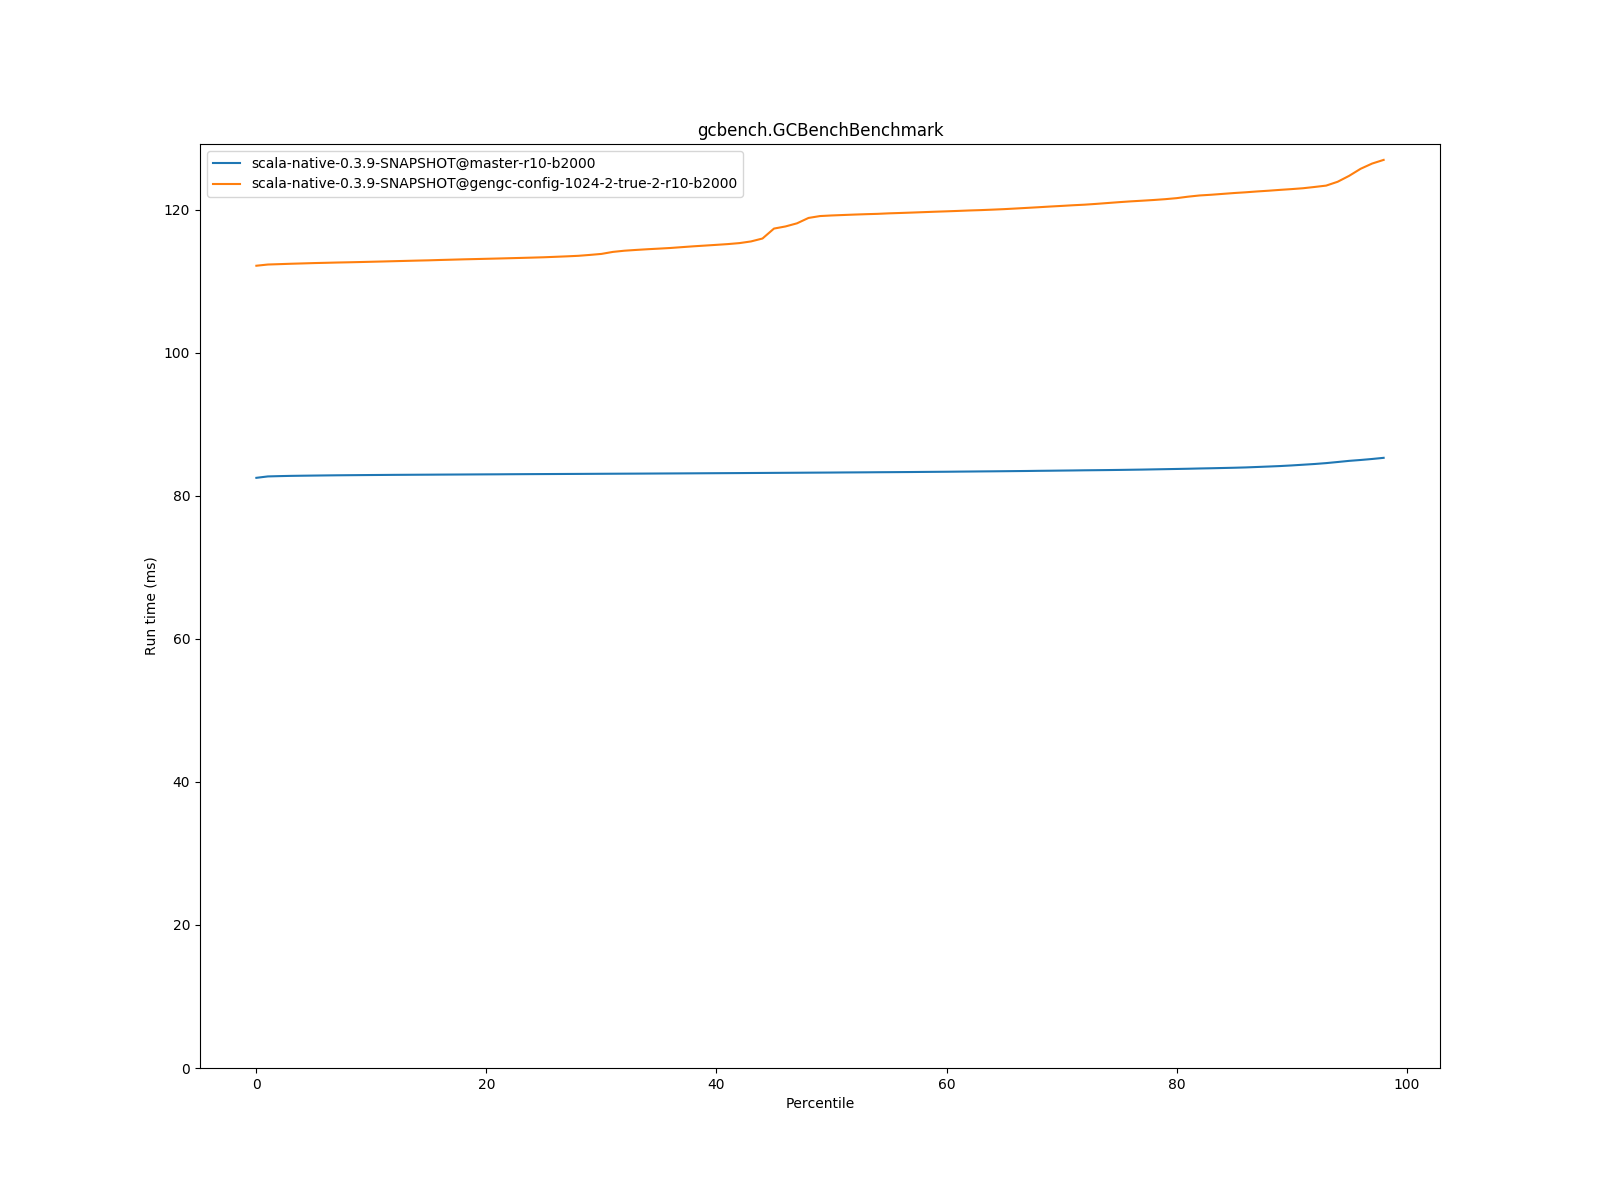 gcbench.GCBenchBenchmark
scala-native-0.3.9-SNAPSHOT@master-r10-b2000
scala-native-0.3.9-SNAPSHOT@gengc-config-1024-2-true-2-r10-b2000
120
100
80
60
40
20
0
Run time (ms)
0 20 40 60 80 100
Percentile